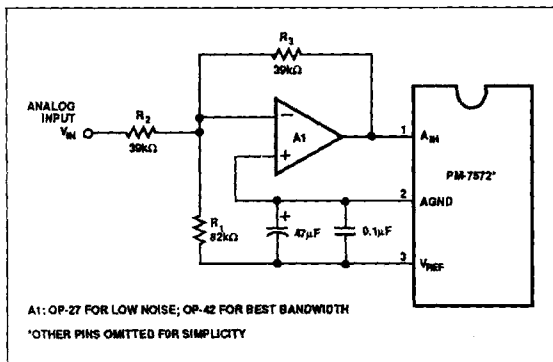 R3
39kΩ
ANALOG
INPUT
VIN
R2
39kΩ
−
A1
+
1
AIN
PM-7572*
2
AGND
R1
82kΩ
+
47µF
0.1µF
3
VREF
A1: OP-27 FOR LOW NOISE; OP-42 FOR BEST BANDWIDTH
*OTHER PINS OMITTED FOR SIMPLICITY